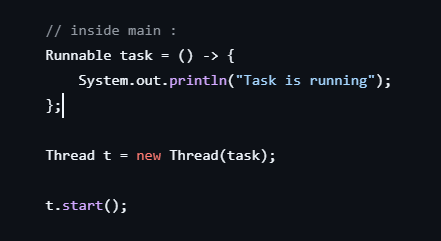 // inside main :
Runnable task = () -> {
    System.out.println("Task is running");
};
Thread t = new Thread(task);
t.start();